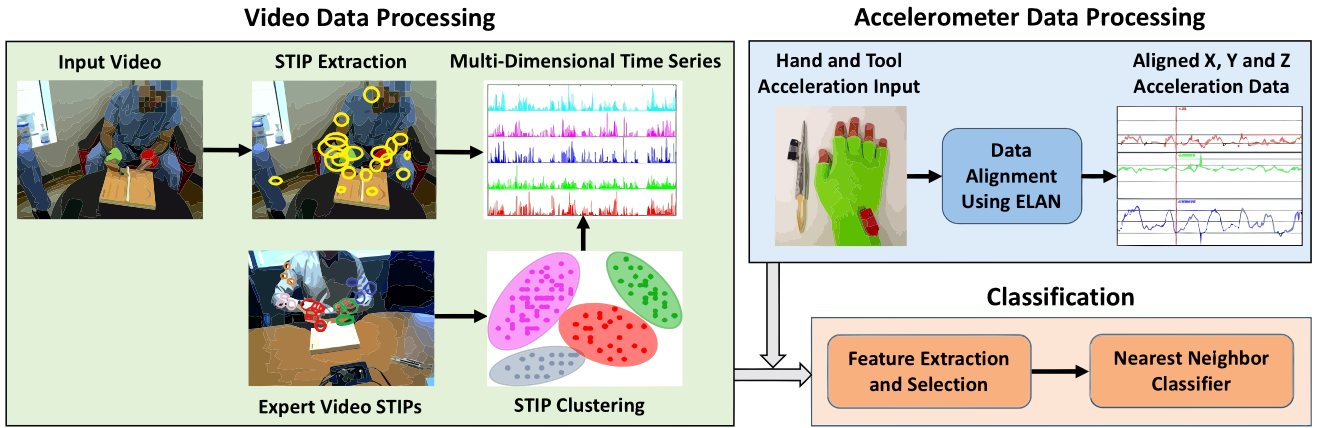 Video Data Processing
Accelerometer Data Processing
Input Video
STIP Extraction
Multi-Dimensional Time Series
Expert Video STIPs
STIP Clustering
Hand and Tool
Acceleration Input
Data
Alignment
Using ELAN
Aligned X, Y and Z
Acceleration Data
Classification
Feature Extraction
and Selection
Nearest Neighbor
Classifier